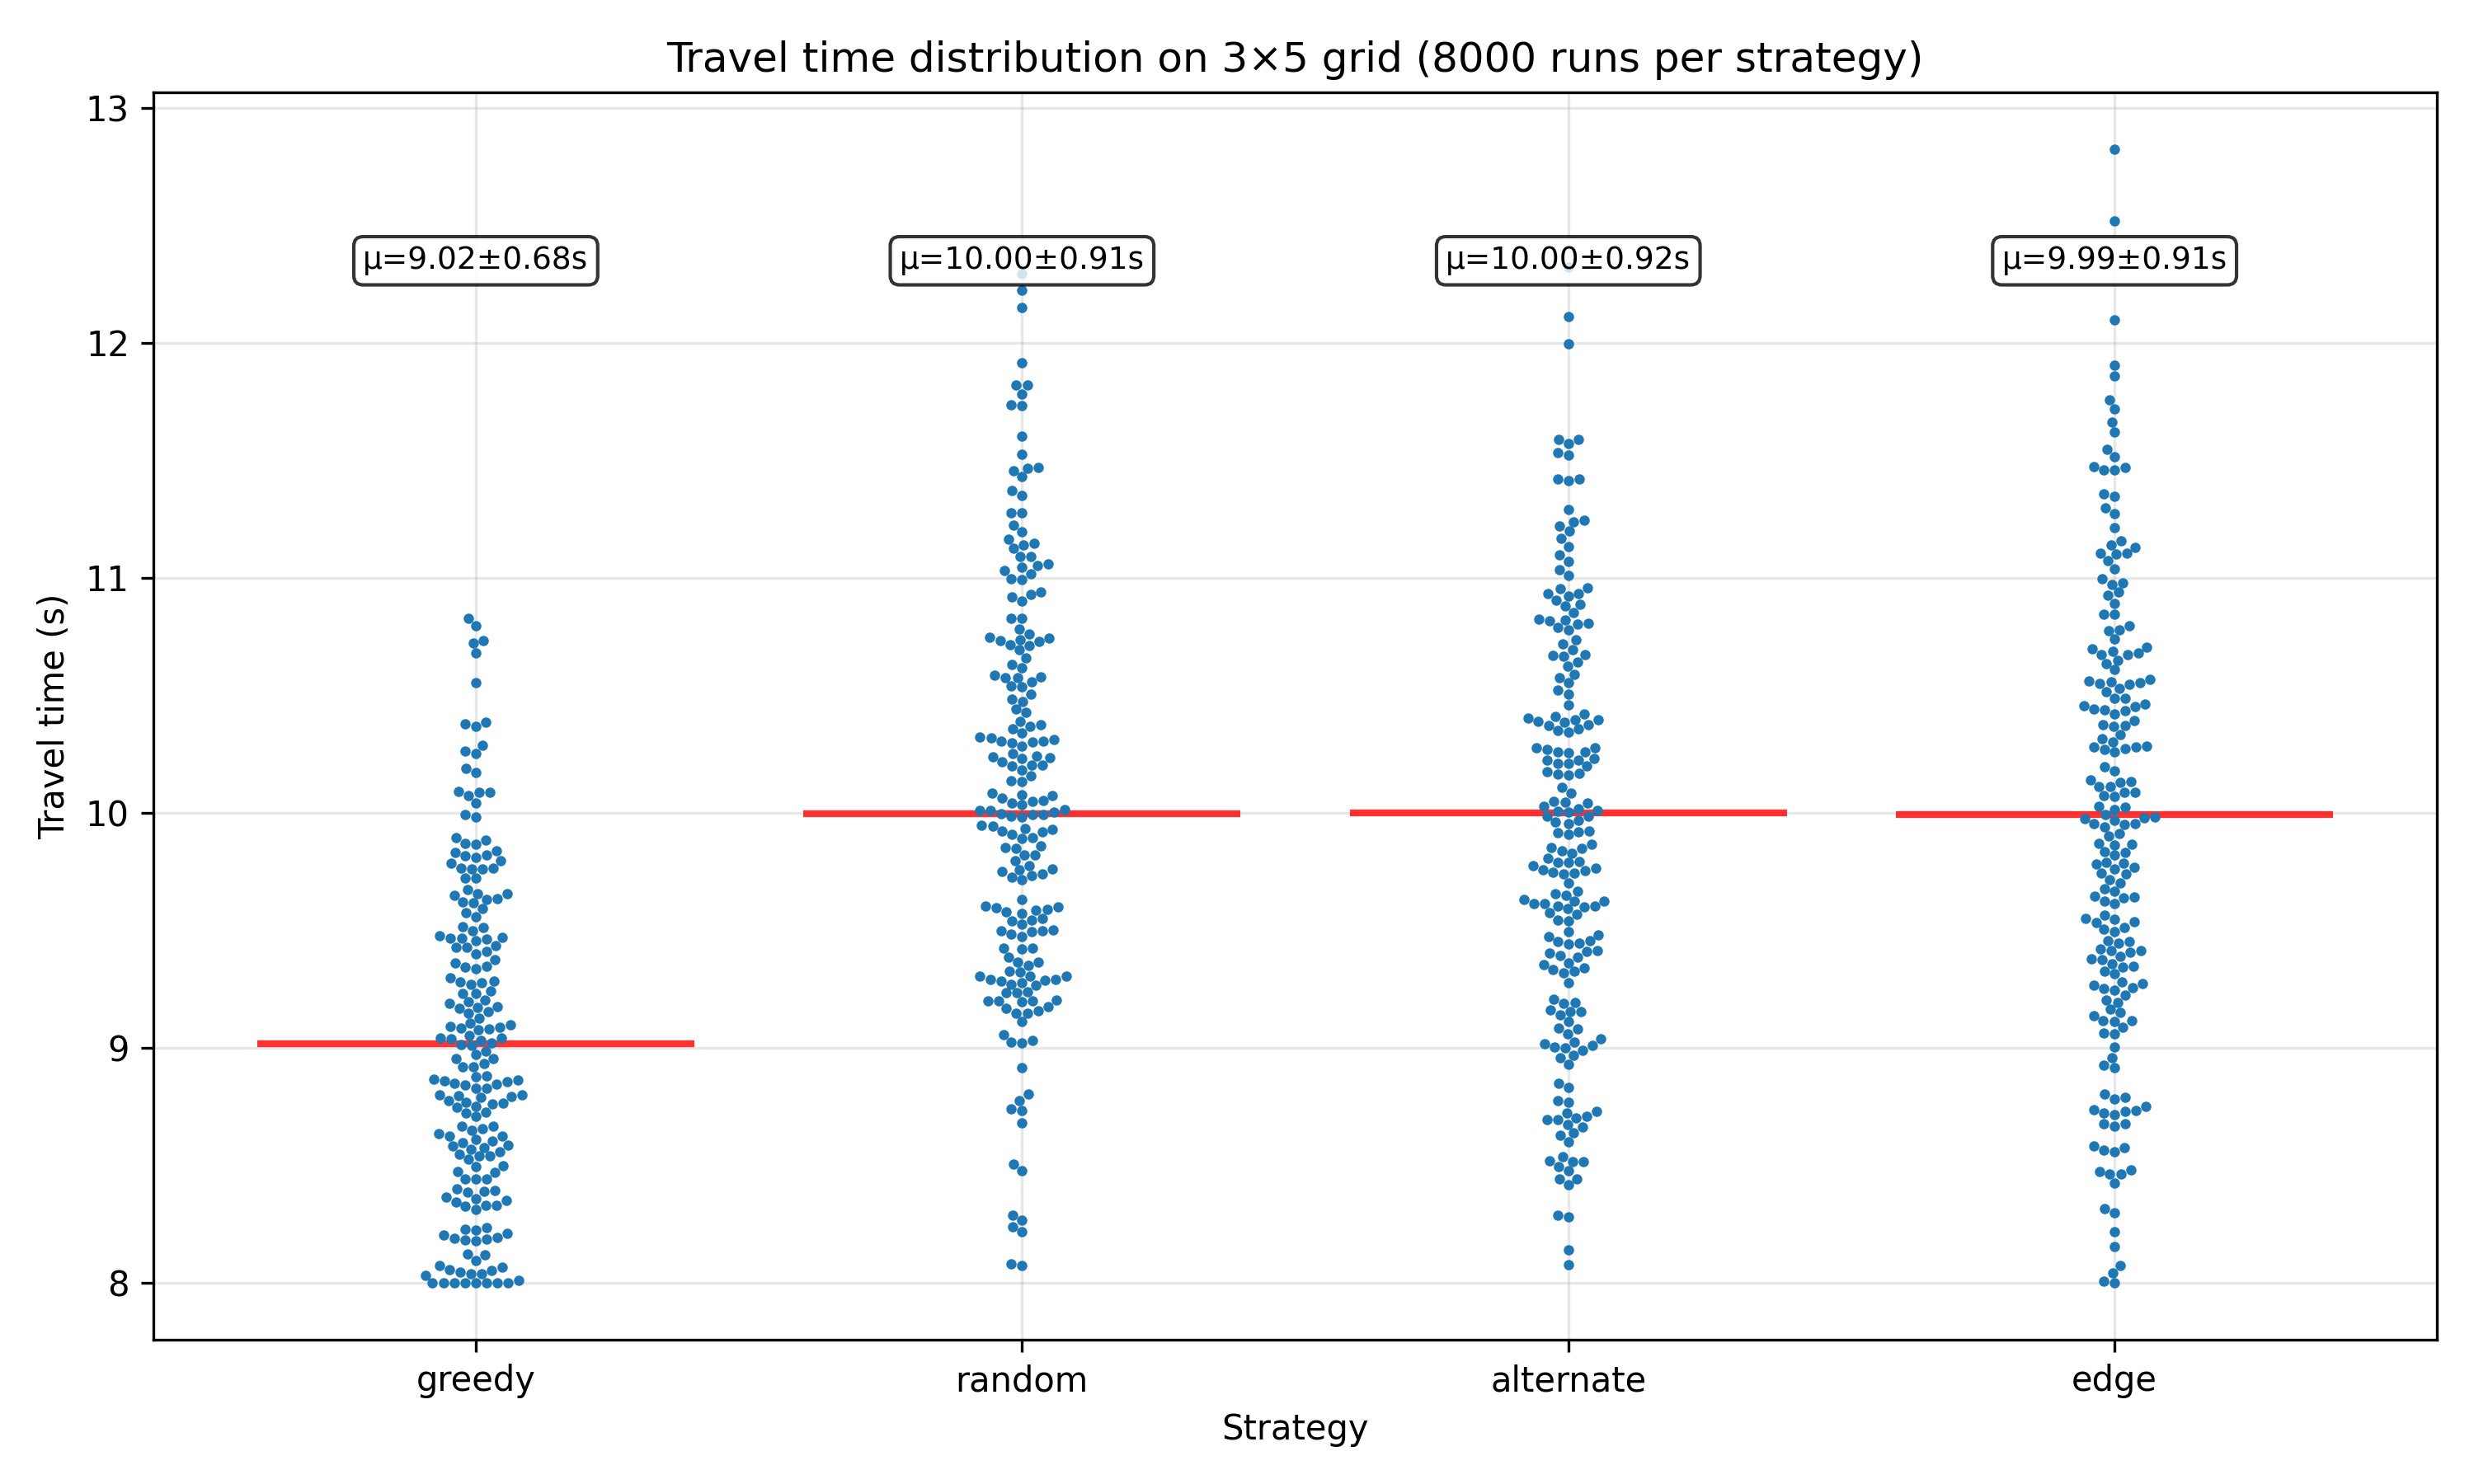 Travel time distribution on 3×5 grid (8000 runs per strategy)
13
12
11
10
9
8
Travel time (s)
μ=9.02±0.68s
μ=10.00±0.91s
μ=10.00±0.92s
μ=9.99±0.91s
greedy
random
alternate
edge
Strategy